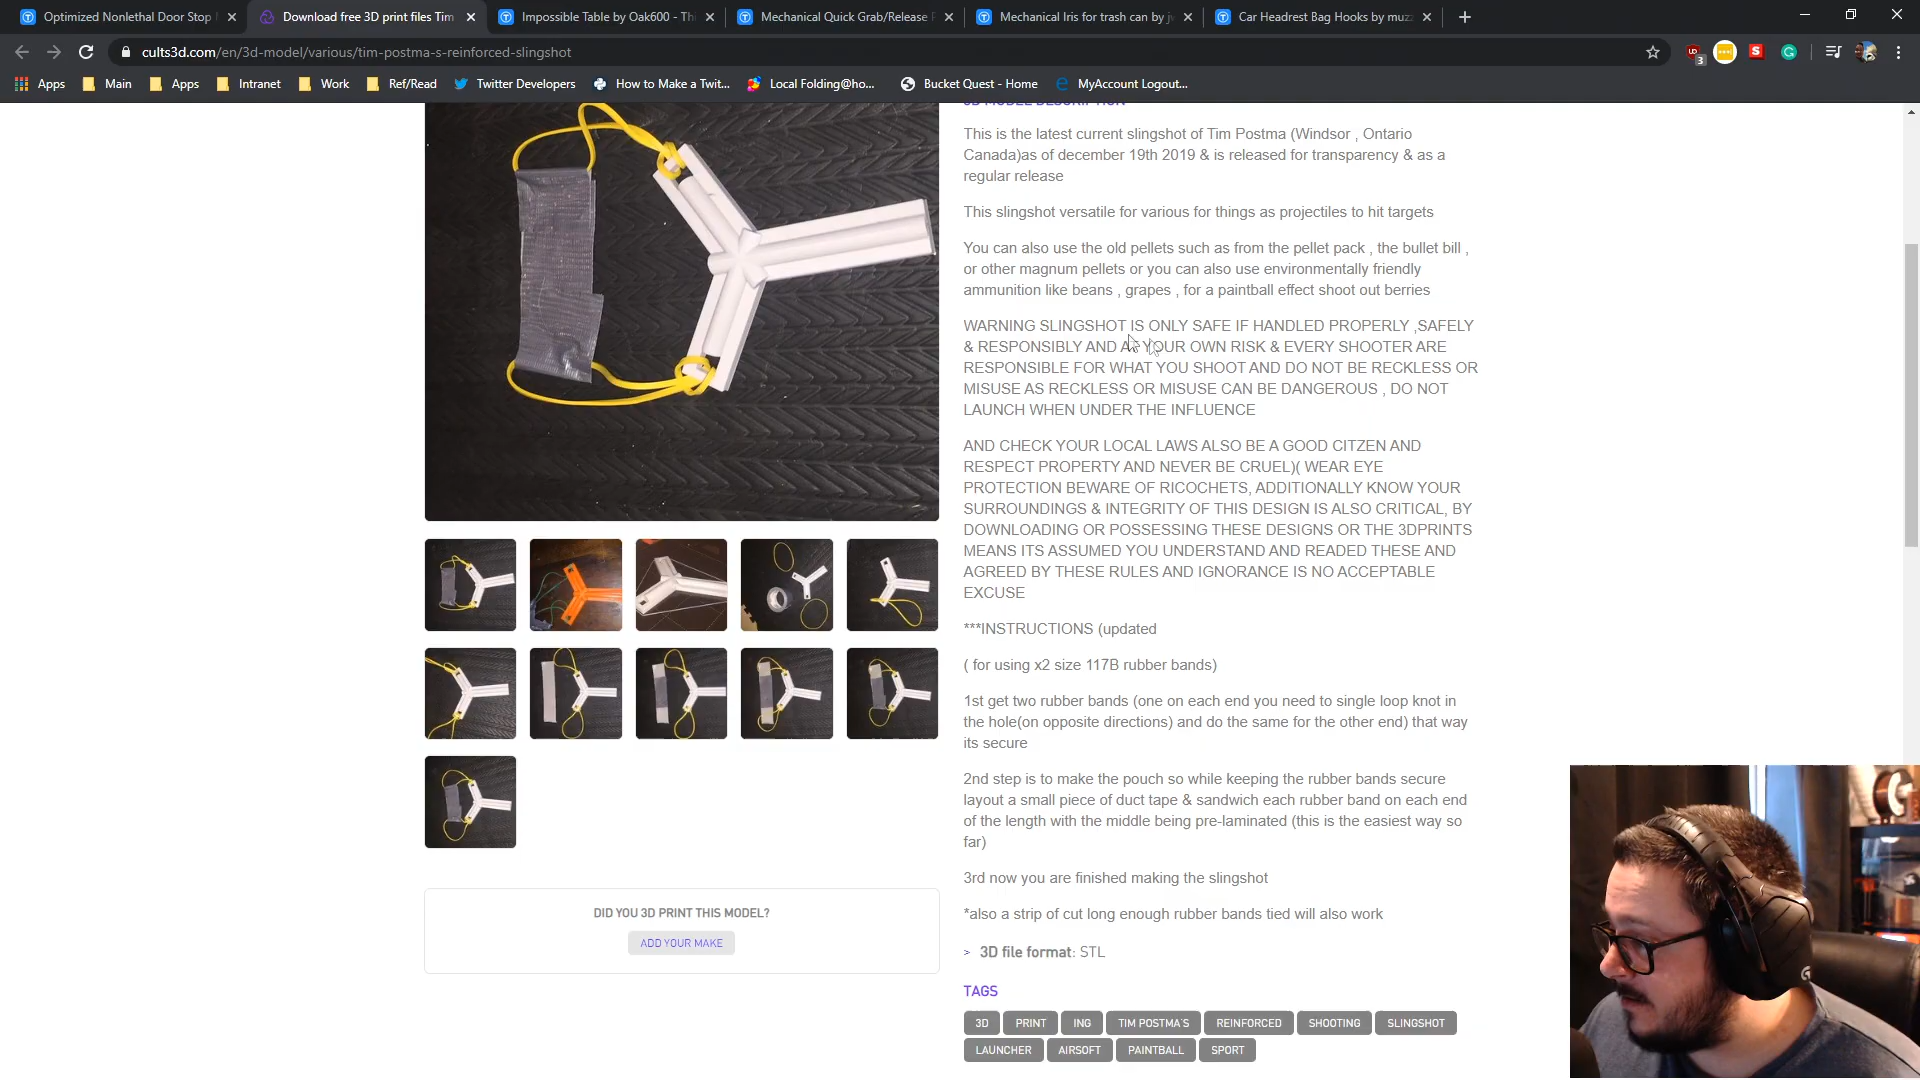 Optimized Nonlethal Door Stop
Download free 3D print files Tim
Impossible Table by Oak600 - Thi
Mechanical Quick Grab/Release P
Mechanical Iris for trash can by jv
Car Headrest Bag Hooks by muz
cults3d.com/en/3d-model/various/tim-postma-s-reinforced-slingshot
3
Apps
Main
Apps
Intranet
Work
Ref/Read
Twitter Developers
How to Make a Twit...
Local Folding@ho...
Bucket Quest - Home
MyAccount Logout...
3D MODEL DESCRIPTION
This is the latest current slingshot of Tim Postma (Windsor , Ontario
Canada)as of december 19th 2019 & is released for transparency & as a
regular release
This slingshot versatile for various for things as projectiles to hit targets
You can also use the old pellets such as from the pellet pack , the bullet bill ,
or other magnum pellets or you can also use environmentally friendly
ammunition like beans , grapes , for a paintball effect shoot out berries
WARNING SLINGSHOT IS ONLY SAFE IF HANDLED PROPERLY ,SAFELY
& RESPONSIBLY AND AT YOUR OWN RISK & EVERY SHOOTER ARE
RESPONSIBLE FOR WHAT YOU SHOOT AND DO NOT BE RECKLESS OR
MISUSE AS RECKLESS OR MISUSE CAN BE DANGEROUS , DO NOT
LAUNCH WHEN UNDER THE INFLUENCE
AND CHECK YOUR LOCAL LAWS ALSO BE A GOOD CITZEN AND
RESPECT PROPERTY AND NEVER BE CRUEL)( WEAR EYE
PROTECTION BEWARE OF RICOCHETS, ADDITIONALLY KNOW YOUR
SURROUNDINGS & INTEGRITY OF THIS DESIGN IS ALSO CRITICAL, BY
DOWNLOADING OR POSSESSING THESE DESIGNS OR THE 3DPRINTS
MEANS ITS ASSUMED YOU UNDERSTAND AND READED THESE AND
AGREED BY THESE RULES AND IGNORANCE IS NO ACCEPTABLE
EXCUSE
***INSTRUCTIONS (updated
( for using x2 size 117B rubber bands)
1st get two rubber bands (one on each end you need to single loop knot in
the hole(on opposite directions) and do the same for the other end) that way
its secure
2nd step is to make the pouch so while keeping the rubber bands secure
layout a small piece of duct tape & sandwich each rubber band on each end
of the length with the middle being pre-laminated (this is the easiest way so
far)
3rd now you are finished making the slingshot
*also a strip of cut long enough rubber bands tied will also work
> 3D file format: STL
TAGS
3D PRINT ING TIM POSTMA'S REINFORCED SHOOTING SLINGSHOT
LAUNCHER AIRSOFT PAINTBALL SPORT
DID YOU 3D PRINT THIS MODEL?
ADD YOUR MAKE